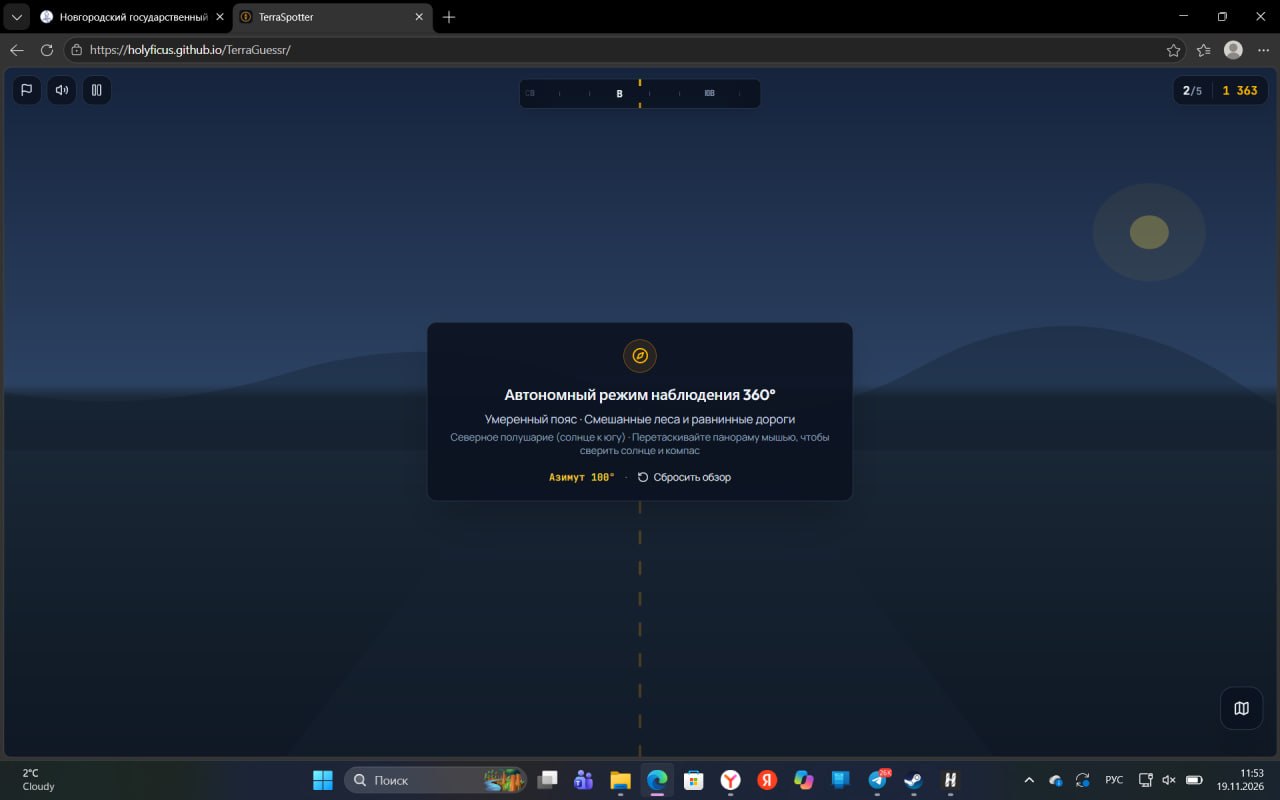 Новгородский государственный
TerraSpotter
https://holyficus.github.io/TerraGuessr/
СВ
В
ЮВ
2/5
1 363
Автономный режим наблюдения 360°
Умеренный пояс · Смешанные леса и равнинные дороги
Северное полушарие (солнце к югу) · Перетаскивайте панораму мышью, чтобы
сверить солнце и компас
Азимут 100° · Сбросить обзор
2°C
Cloudy
Поиск
РУС
11:53
19.11.2026